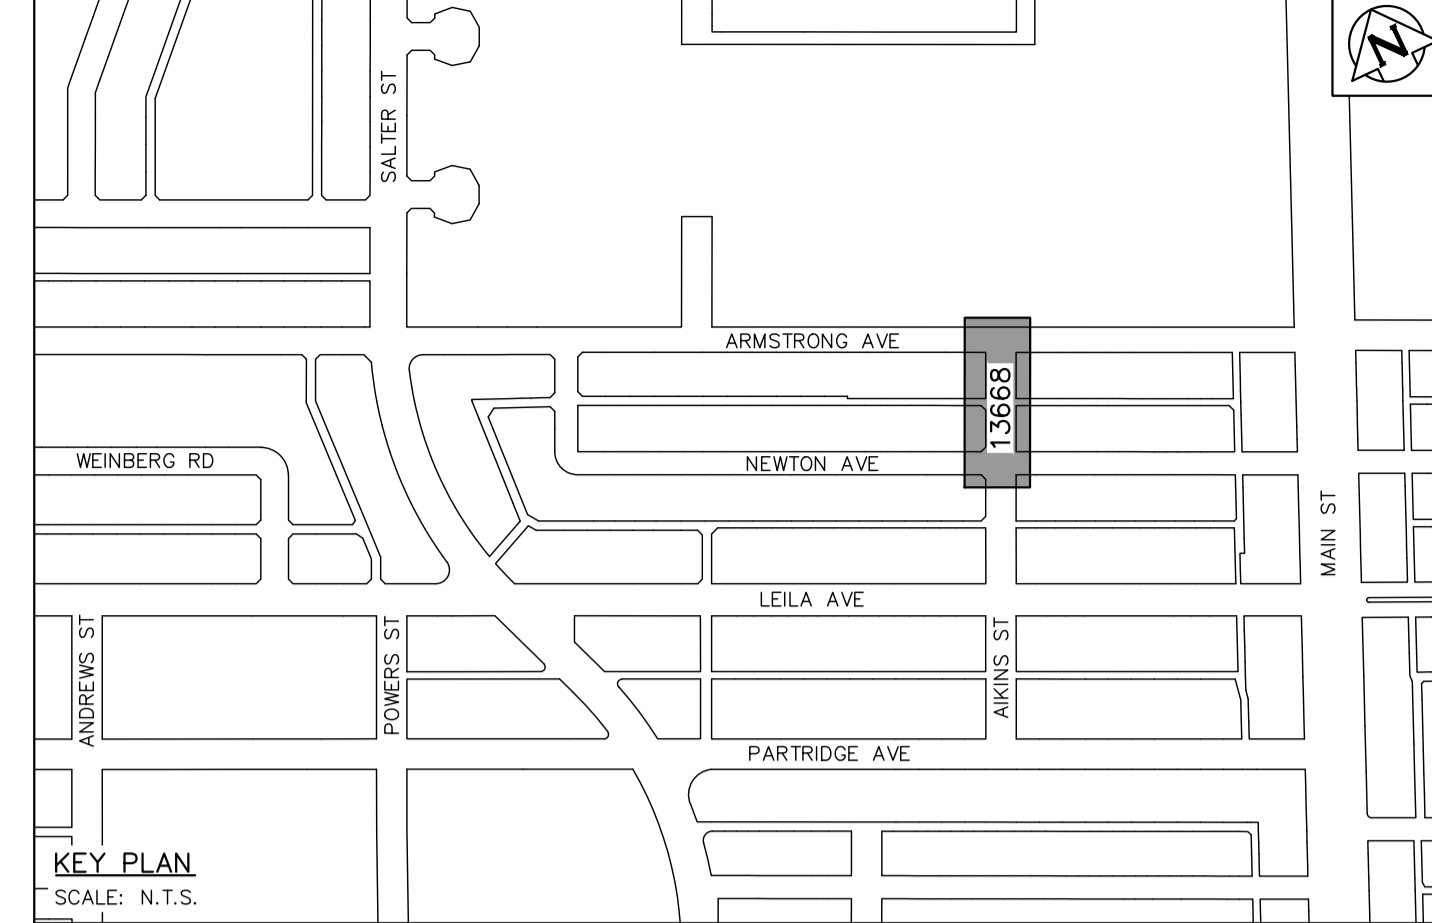 N
SALTER ST
ARMSTRONG AVE
13668
WEINBERG RD
NEWTON AVE
MAIN ST
LEILA AVE
ANDREWS ST
POWERS ST
AIKINS ST
PARTRIDGE AVE
KEY PLAN
SCALE: N.T.S.